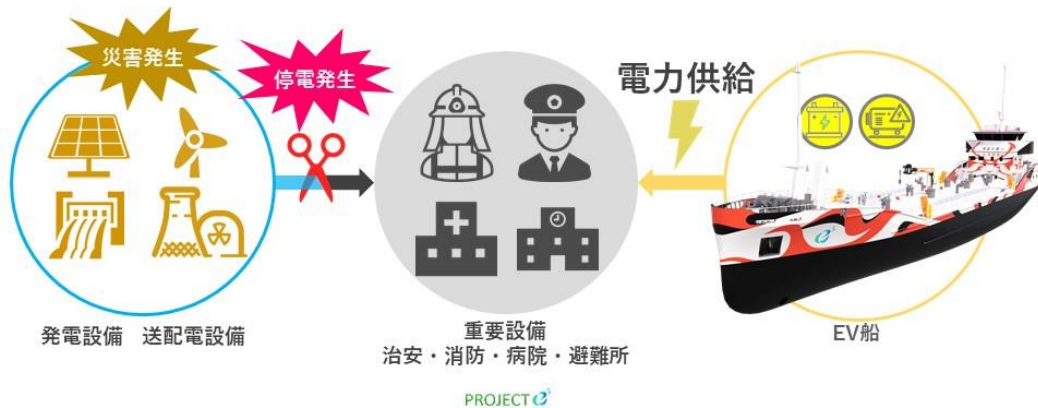 災害発生
停電発生
電力供給
発電設備 送配電設備
重要設備
治安・消防・病院・避難所
EV船
PROJECT e5